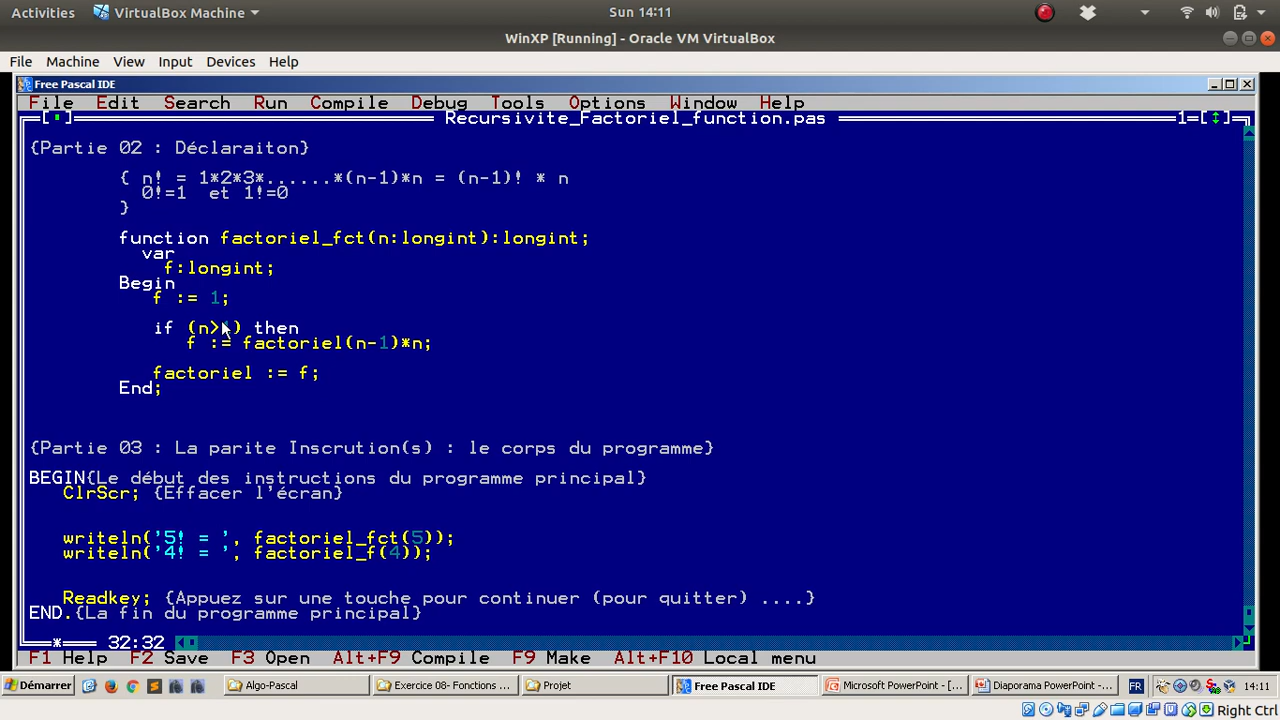 Activities VirtualBox Machine Sun 14:11
WinXP [Running] - Oracle VM VirtualBox
File Machine View Input Devices Help
Free Pascal IDE
File Edit Search Run Compile Debug Tools Options Window Help
Recursivite_Factoriel_function.pas 1
{Partie 02 : Déclaraiton}
{ n! = 1*2*3*......*(n-1)*n = (n-1)! * n
0!=1 et 1!=0
}
function factoriel_fct(n:longint):longint;
var
f:longint;
Begin
f := 1;
if (n>) then
f := factoriel(n-1)*n;
factoriel := f;
End;
{Partie 03 : La parite Inscrution(s) : le corps du programme}
BEGIN{Le début des instructions du programme principal}
ClrScr; {Effacer l'écran}
writeln('5! = ', factoriel_fct(5));
writeln('4! = ', factoriel_f(4));
Readkey; {Appuez sur une touche pour continuer (pour quitter) ....}
END.{La fin du programme principal}
* 32:32
F1 Help F2 Save F3 Open Alt+F9 Compile F9 Make Alt+F10 Local menu
Démarrer Algo-Pascal Exercice 08- Fonctions ... Projet Free Pascal IDE Microsoft PowerPoint - [... Diaporama PowerPoint -... FR 14:11
Right Ctrl